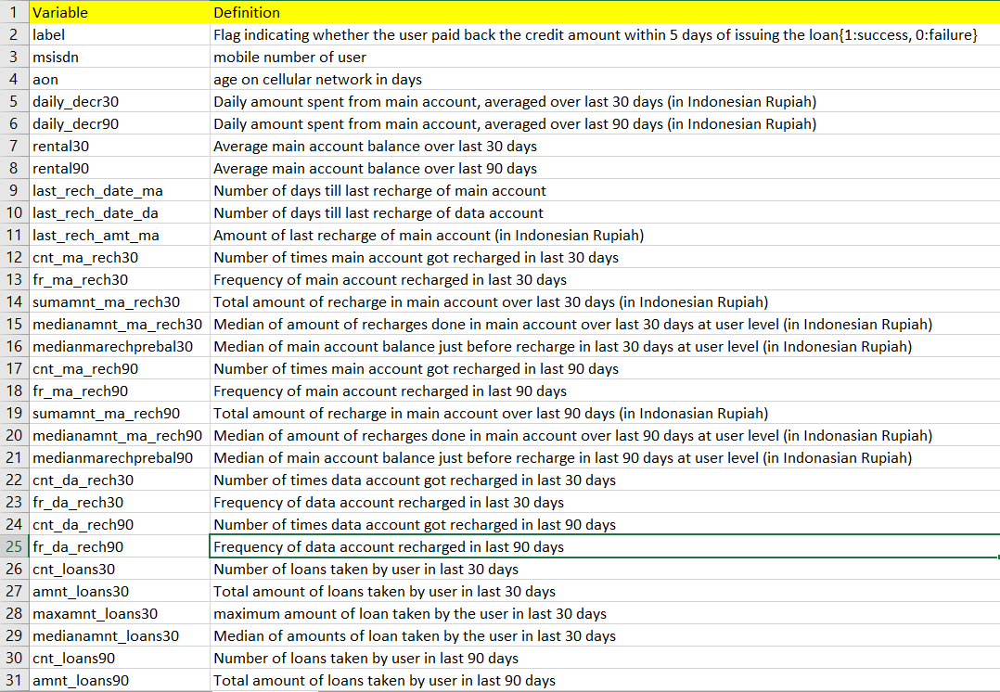 1 Variable Definition
2 label Flag indicating whether the user paid back the credit amount within 5 days of issuing the loan{1:success, 0:failure}
3 msisdn mobile number of user
4 aon age on cellular network in days
5 daily_decr30 Daily amount spent from main account, averaged over last 30 days (in Indonesian Rupiah)
6 daily_decr90 Daily amount spent from main account, averaged over last 90 days (in Indonesian Rupiah)
7 rental30 Average main account balance over last 30 days
8 rental90 Average main account balance over last 90 days
9 last_rech_date_ma Number of days till last recharge of main account
10 last_rech_date_da Number of days till last recharge of data account
11 last_rech_amt_ma Amount of last recharge of main account (in Indonesian Rupiah)
12 cnt_ma_rech30 Number of times main account got recharged in last 30 days
13 fr_ma_rech30 Frequency of main account recharged in last 30 days
14 sumamnt_ma_rech30 Total amount of recharge in main account over last 30 days (in Indonesian Rupiah)
15 medianamnt_ma_rech30 Median of amount of recharges done in main account over last 30 days at user level (in Indonesian Rupiah)
16 medianmarechprebal30 Median of main account balance just before recharge in last 30 days at user level (in Indonesian Rupiah)
17 cnt_ma_rech90 Number of times main account got recharged in last 90 days
18 fr_ma_rech90 Frequency of main account recharged in last 90 days
19 sumamnt_ma_rech90 Total amount of recharge in main account over last 90 days (in Indonasian Rupiah)
20 medianamnt_ma_rech90 Median of amount of recharges done in main account over last 90 days at user level (in Indonasian Rupiah)
21 medianmarechprebal90 Median of main account balance just before recharge in last 90 days at user level (in Indonasian Rupiah)
22 cnt_da_rech30 Number of times data account got recharged in last 30 days
23 fr_da_rech30 Frequency of data account recharged in last 30 days
24 cnt_da_rech90 Number of times data account got recharged in last 90 days
25 fr_da_rech90 Frequency of data account recharged in last 90 days
26 cnt_loans30 Number of loans taken by user in last 30 days
27 amnt_loans30 Total amount of loans taken by user in last 30 days
28 maxamnt_loans30 maximum amount of loan taken by the user in last 30 days
29 medianamnt_loans30 Median of amounts of loan taken by the user in last 30 days
30 cnt_loans90 Number of loans taken by user in last 90 days
31 amnt_loans90 Total amount of loans taken by user in last 90 days